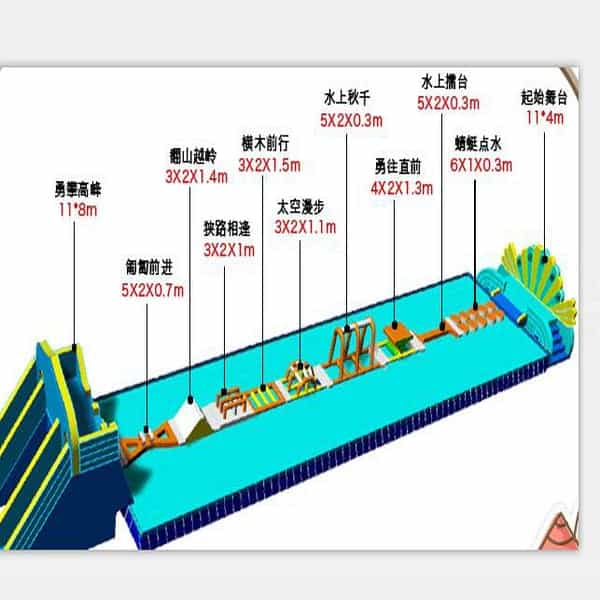 勇攀高峰
11*8m
匍匐前进
5X2X0.7m
翻山越岭
3X2X1.4m
狭路相逢
3X2X1m
横木前行
3X2X1.5m
太空漫步
3X2X1.1m
水上秋千
5X2X0.3m
勇往直前
4X2X1.3m
水上擂台
5X2X0.3m
蜻蜓点水
6X1X0.3m
起始舞台
11*4m